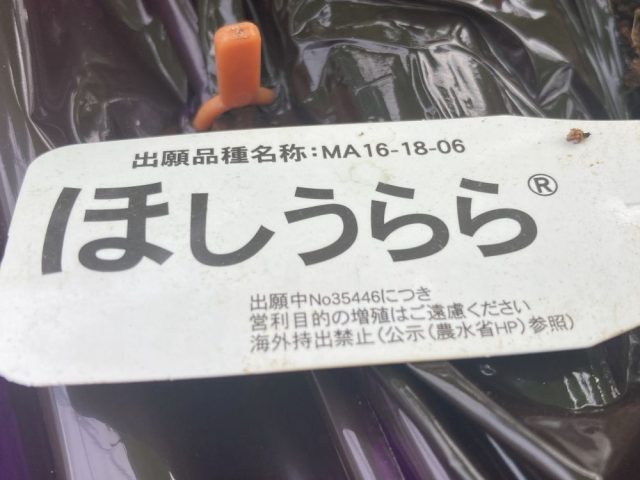 出願品種名称:MA16-18-06
ほしうらら®
出願中No35446につき
営利目的の増殖はご遠慮ください
海外持出禁止(公示(農水省HP)参照)